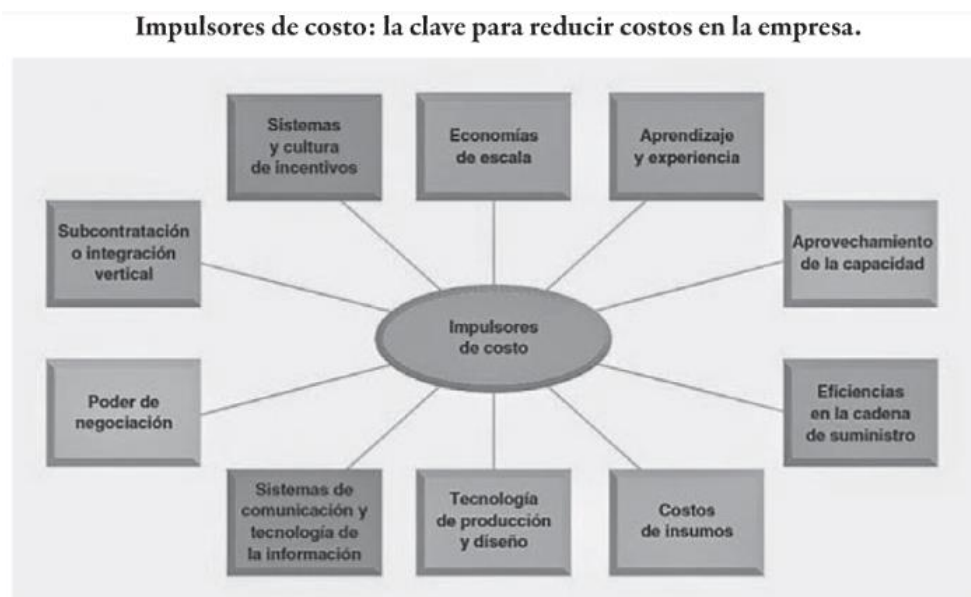 Impulsores de costo: la clave para reducir costos en la empresa.
Sistemas
y cultura
de incentivos
Economías
de escala
Aprendizaje
y experiencia
Subcontratación
o integración
vertical
Aprovechamiento
de la capacidad
Impulsores
de costo
Poder de
negociación
Eficiencias
en la cadena
de suministro
Sistemas de
comunicación y
tecnología de
la información
Tecnología
de producción
y diseño
Costos
de insumos